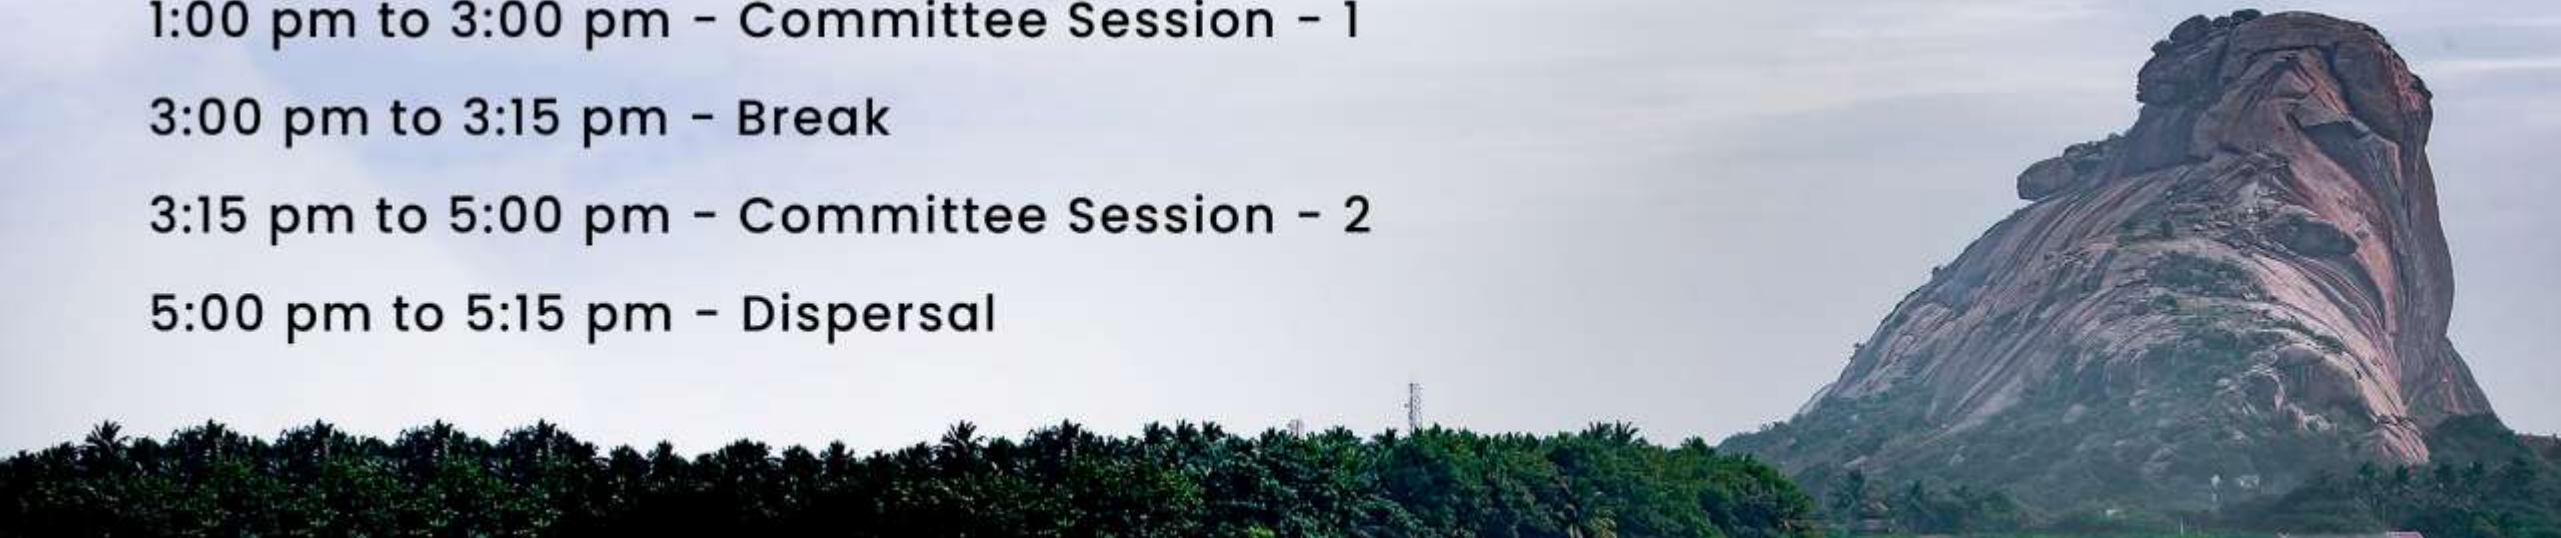 1:00 pm to 3:00 pm - Committee Session - 1
3:00 pm to 3:15 pm - Break
3:15 pm to 5:00 pm - Committee Session - 2
5:00 pm to 5:15 pm - Dispersal